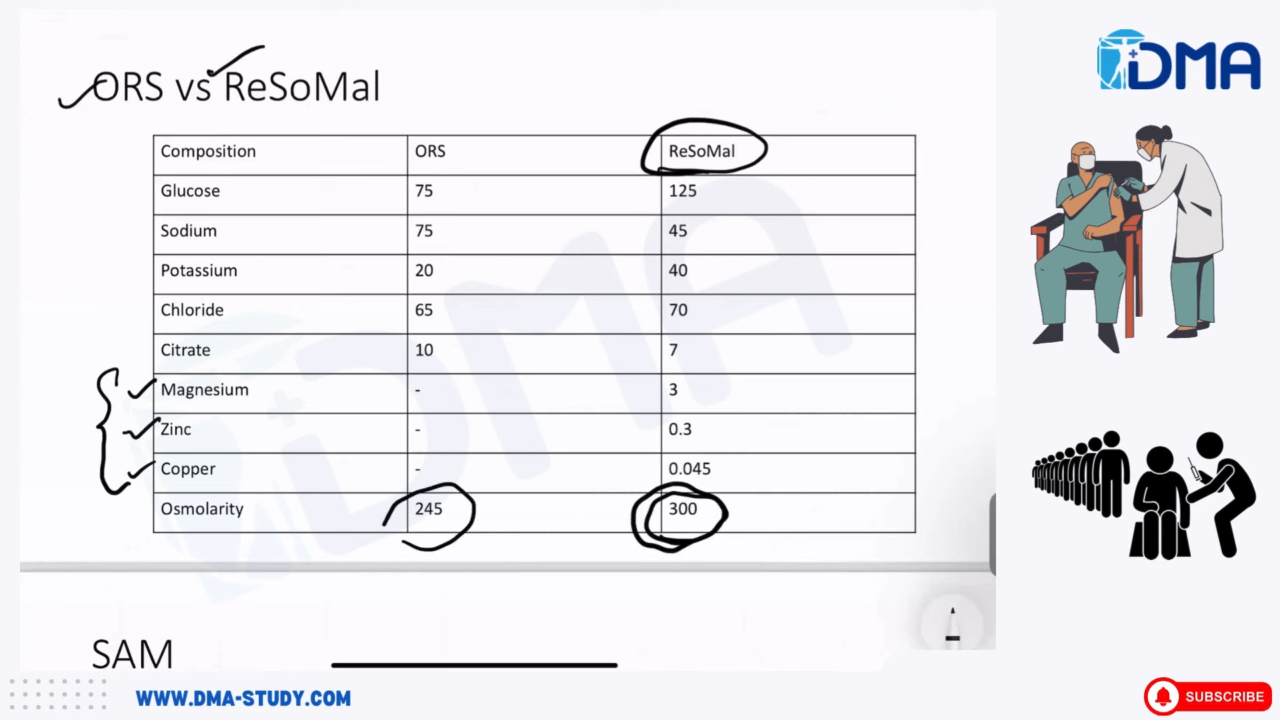 DMA
ORS vs ReSoMal
Composition ORS ReSoMal
Glucose 75 125
Sodium 75 45
Potassium 20 40
Chloride 65 70
Citrate 10 7
Magnesium - 3
Zinc - 0.3
Copper - 0.045
Osmolarity 245 300
DMA
SAM
WWW.DMA-STUDY.COM
SUBSCRIBE